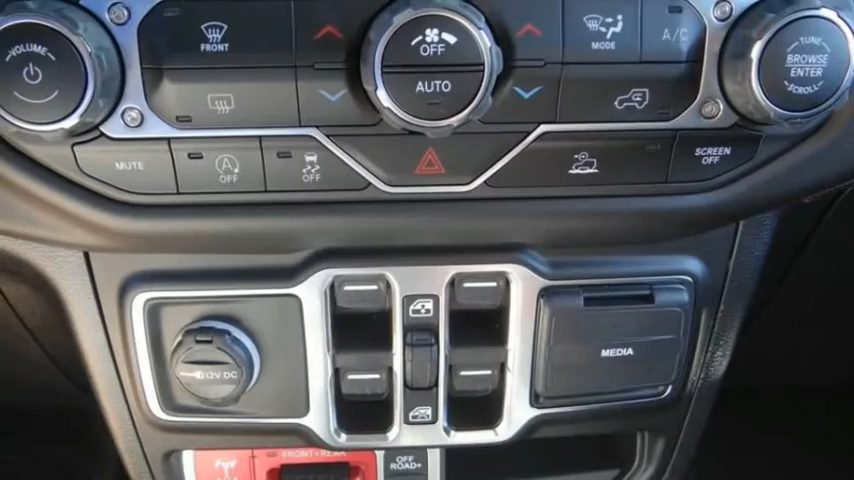 VOLUME
FRONT
OFF
AUTO
MODE
A/C
TUNE
BROWSE
ENTER
SCROLL
MUTE
A
OFF
OFF
SCREEN
OFF
12V DC
MEDIA
FRONT+REAR
OFF
ROAD+